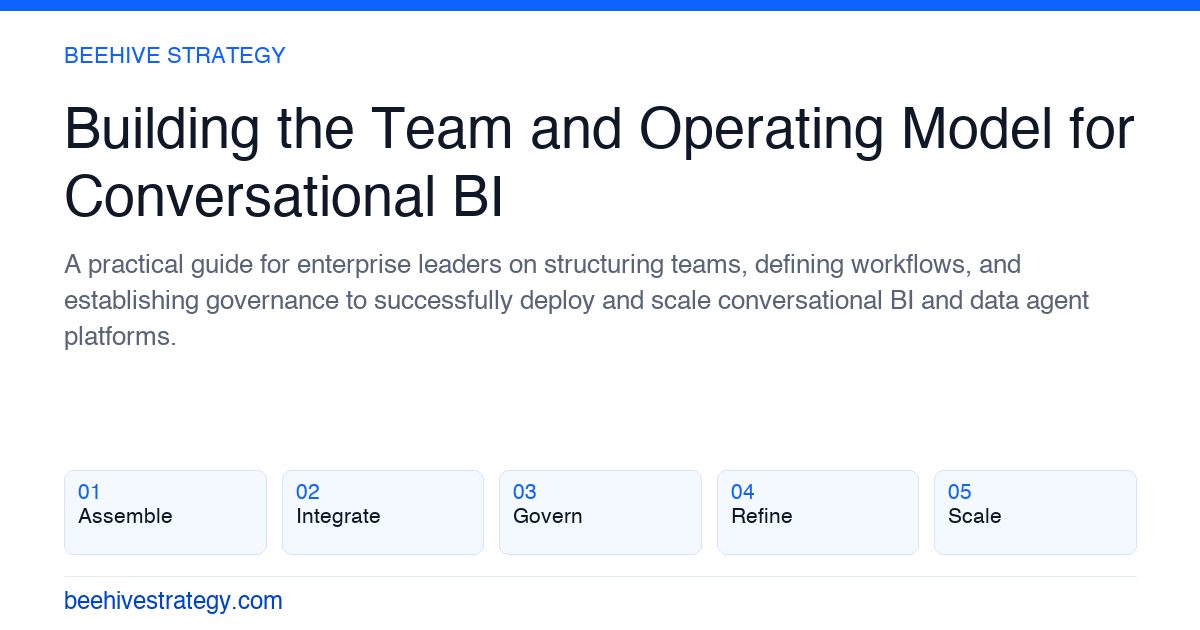 BEEHIVE STRATEGY
Building the Team and Operating Model for
Conversational BI
A practical guide for enterprise leaders on structuring teams, defining workflows, and
establishing governance to successfully deploy and scale conversational BI and data agent
platforms.
01
Assemble
02
Integrate
03
Govern
04
Refine
05
Scale
beehivestrategy.com